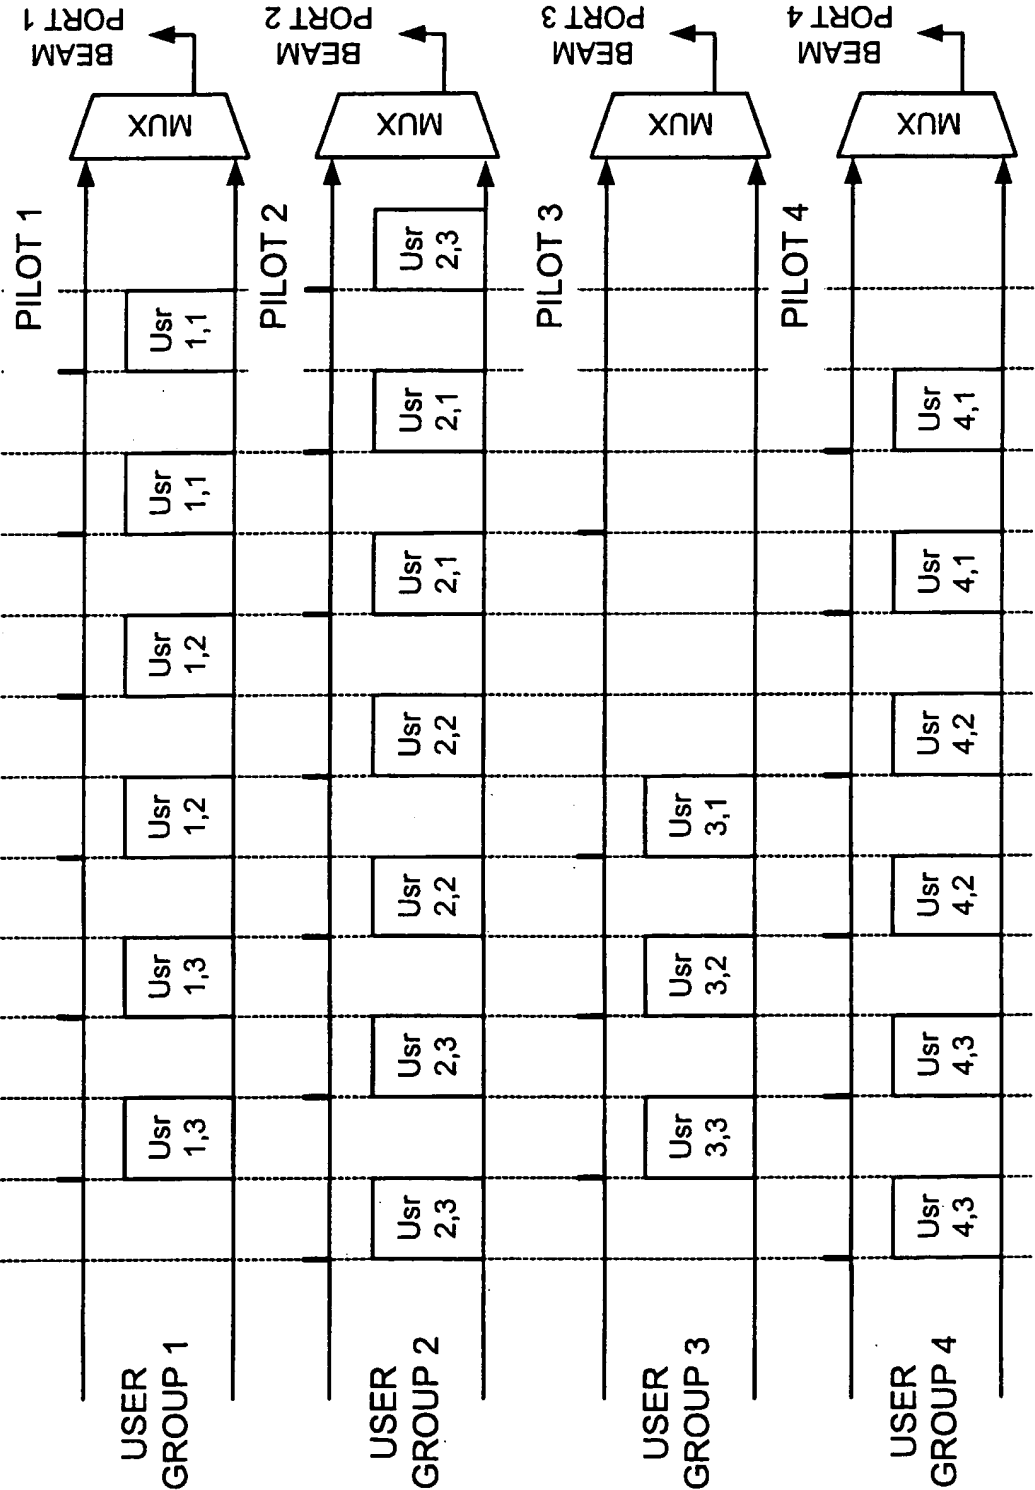 PILOT 1
BEAM
PORT 1
USER
GROUP 1
Usr
1,3
Usr
1,3
Usr
1,2
Usr
1,2
Usr
1,1
Usr
1,1
MUX
PILOT 2
BEAM
PORT 2
USER
GROUP 2
Usr
2,3
Usr
2,3
Usr
2,2
Usr
2,2
Usr
2,1
Usr
2,1
Usr
2,3
MUX
PILOT 3
BEAM
PORT 3
USER
GROUP 3
Usr
3,3
Usr
3,2
Usr
3,1
MUX
PILOT 4
BEAM
PORT 4
USER
GROUP 4
Usr
4,3
Usr
4,3
Usr
4,2
Usr
4,2
Usr
4,1
Usr
4,1
MUX